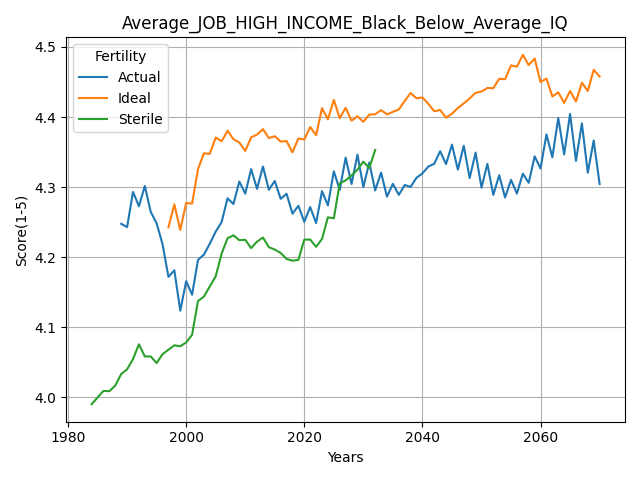 Average_JOB_HIGH_INCOME_Black_Below_Average_IQ
Fertility
Actual
Ideal
Sterile
Score(1-5)
4.5
4.4
4.3
4.2
4.1
4.0
1980 2000 2020 2040 2060
Years